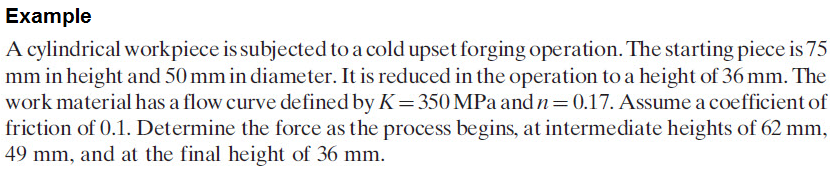 Example
A cylindrical workpiece is subjected to a cold upset forging operation. The starting piece is 75
mm in height and 50 mm in diameter. It is reduced in the operation to a height of 36 mm. The
work material has a flow curve defined by K = 350 MPa and n = 0.17. Assume a coefficient of
friction of 0.1. Determine the force as the process begins, at intermediate heights of 62 mm,
49 mm, and at the final height of 36 mm.